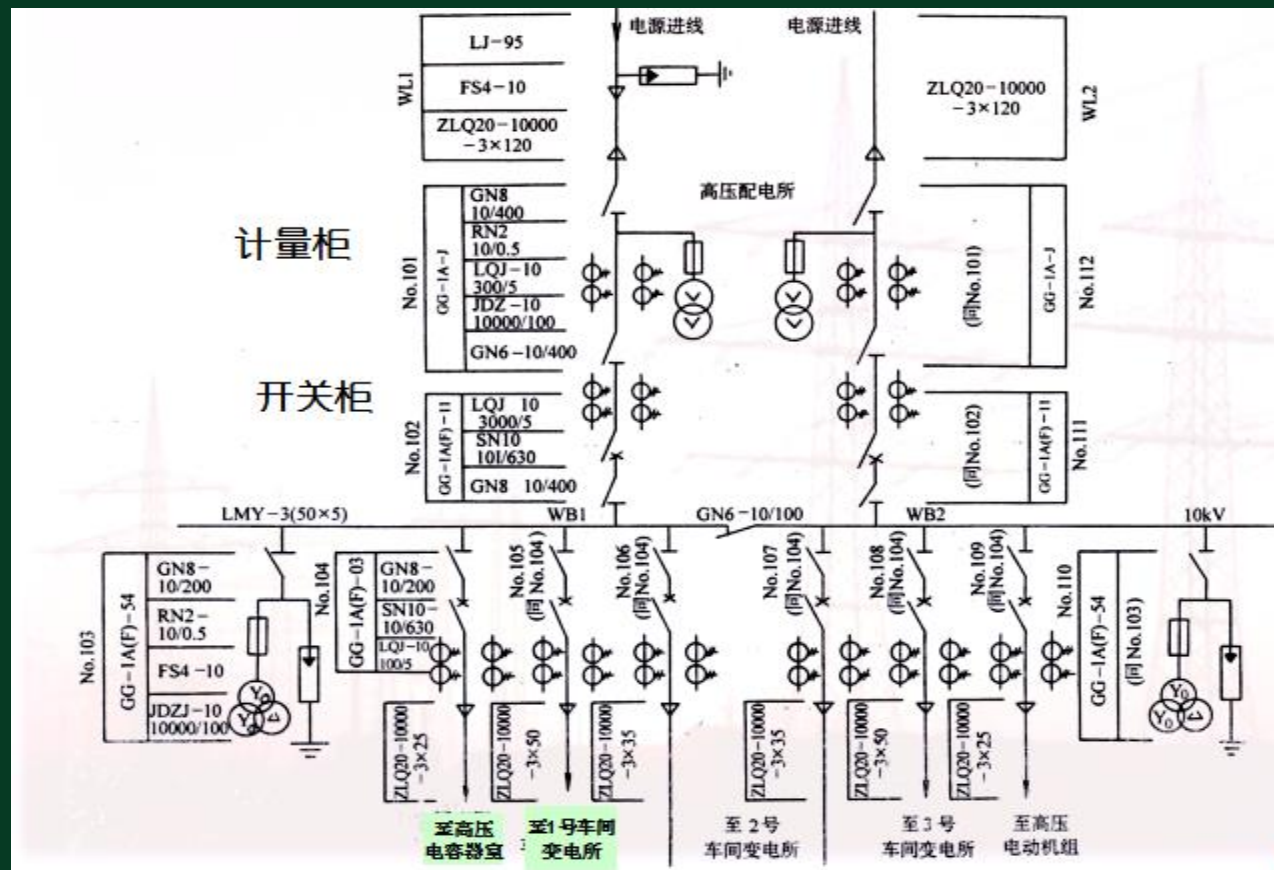 电源进线
电源进线
WL1
LJ-95
FS4-10
ZLQ20-10000
-3×120
ZLQ20-10000
-3×120
WL2
高压配电所
计量柜
No.101
GG-1A-J
GN8
10/400
RN2
10/0.5
LQJ-10
300/5
JDZ-10
10000/100
GN6-10/400
(同No.101)
GG-1A-J
No.112
开关柜
No.102
GG-1A(F)-11
LQJ 10
3000/5
SN10
10I/630
GN8 10/400
(同No.102)
GG-1A(F)-11
No.111
LMY-3(50×5)
WB1
GN6-10/100
WB2
10kV
No.103
GG-1A(F)-54
GN8-
10/200
RN2-
10/0.5
FS4-10
JDZJ-10
10000/100
Y0
Y0
No.104
GG-1A(F)-03
GN8-
10/200
SN10-
10/630
LQJ-10
100/5
No.105
(同No.104)
No.106
(同No.104)
No.107
(同No.104)
No.108
(同No.104)
No.109
(同No.104)
No.110
GG-1A(F)-54
(同No.103)
Y0
Y0
ZLQ20-10000
-3×25
ZLQ20-10000
-3×50
ZLQ20-10000
-3×35
ZLQ20-10000
-3×35
ZLQ20-10000
-3×50
ZLQ20-10000
-3×25
至高压
电容器室
至1号车间
变电所
至2号
车间变电所
至3号
车间变电所
至高压
电动机组